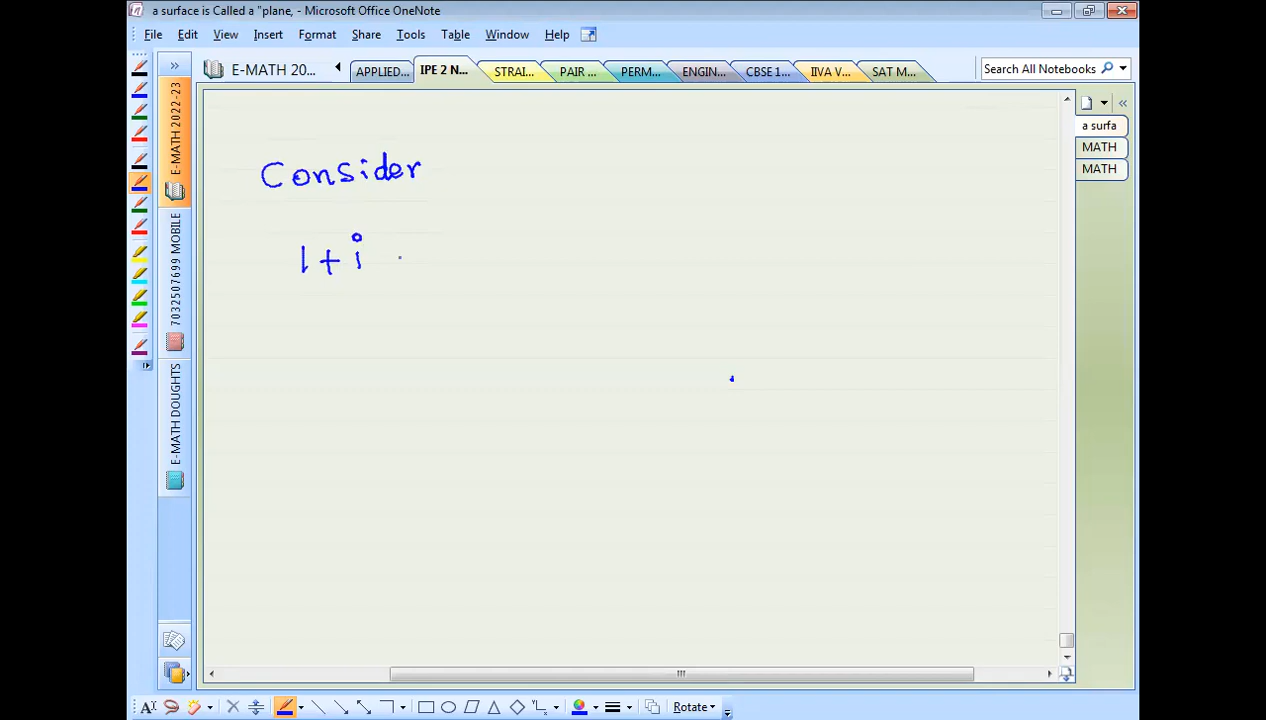 a surface is Called a "plane, - Microsoft Office OneNote
File Edit View Insert Format Share Tools Table Window Help
E-MATH 20... APPLIED... IPE 2 N... STRAI... PAIR ... PERM... ENGIN... CBSE 1... IIVA V... SAT M... Search All Notebooks
a surfa
MATH
MATH
E-MATH 2022-23
7032507699 MOBILE
E-MATH DOUGHTS
Consider
1+i
Rotate